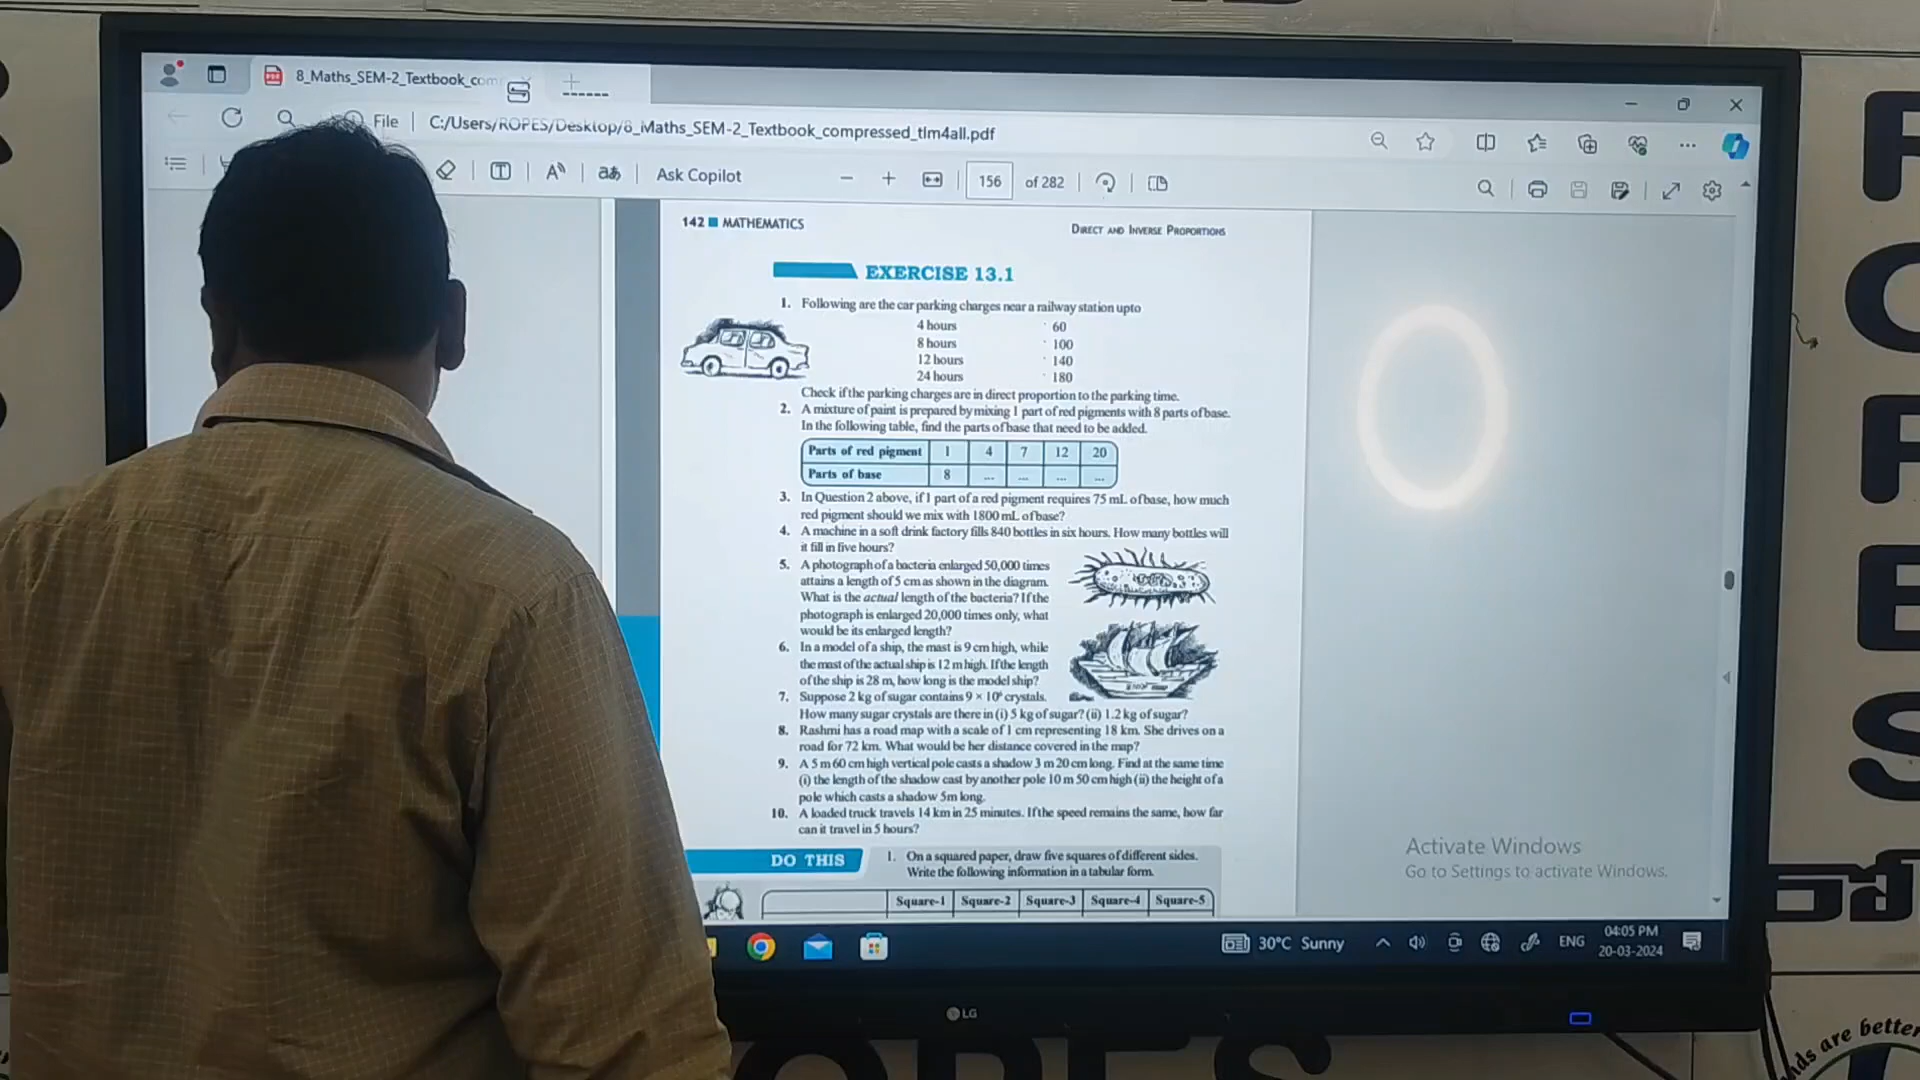 8_Maths_SEM-2_Textbook_com
File
C:/Users/ROPES/Desktop/8_Maths_SEM-2_Textbook_compressed_tlm4all.pdf
Ask Copilot
156 of 282
142 MATHEMATICS
DIRECT AND INVERSE PROPORTIONS
EXERCISE 13.1
1. Following are the car parking charges near a railway station upto
4 hours 60
8 hours 100
12 hours 140
24 hours 180
Check if the parking charges are in direct proportion to the parking time.
2. A mixture of paint is prepared by mixing 1 part of red pigments with 8 parts of base.
In the following table, find the parts of base that need to be added.
Parts of red pigment 1 4 7 12 20
Parts of base 8 ... ... ... ...
3. In Question 2 above, if 1 part of a red pigment requires 75 mL of base, how much
red pigment should we mix with 1800 mL of base?
4. A machine in a soft drink factory fills 840 bottles in six hours. How many bottles will
it fill in five hours?
5. A photograph of a bacteria enlarged 50,000 times
attains a length of 5 cm as shown in the diagram.
What is the actual length of the bacteria? If the
photograph is enlarged 20,000 times only, what
would be its enlarged length?
6. In a model of a ship, the mast is 9 cm high, while
the mast of the actual ship is 12 m high. If the length
of the ship is 28 m, how long is the model ship?
7. Suppose 2 kg of sugar contains 9 × 10⁶ crystals.
How many sugar crystals are there in (i) 5 kg of sugar? (ii) 1.2 kg of sugar?
8. Rashmi has a road map with a scale of 1 cm representing 18 km. She drives on a
road for 72 km. What would be her distance covered in the map?
9. A 5 m 60 cm high vertical pole casts a shadow 3 m 20 cm long. Find at the same time
(i) the length of the shadow cast by another pole 10 m 50 cm high (ii) the height of a
pole which casts a shadow 5m long.
10. A loaded truck travels 14 km in 25 minutes. If the speed remains the same, how far
can it travel in 5 hours?
DO THIS
1. On a squared paper, draw five squares of different sides.
Write the following information in a tabular form.
Square-1 Square-2 Square-3 Square-4 Square-5
Activate Windows
Go to Settings to activate Windows.
30°C Sunny
ENG
04:05 PM
20-03-2024
LG
are better